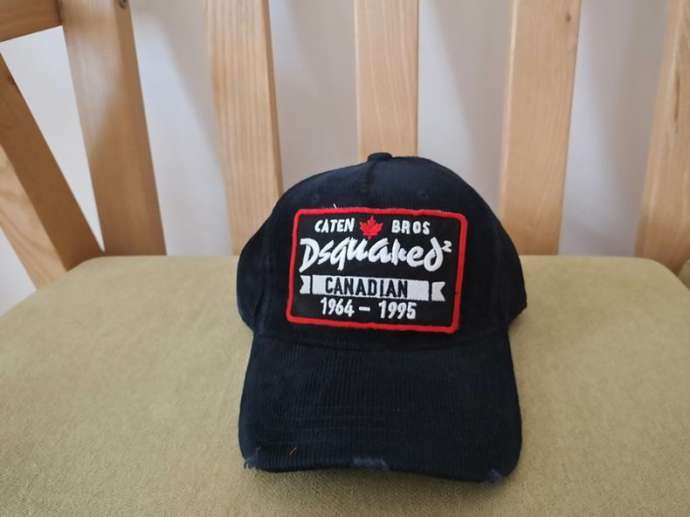 CATEN BROS
Dsquared2
CANADIAN
1964 - 1995